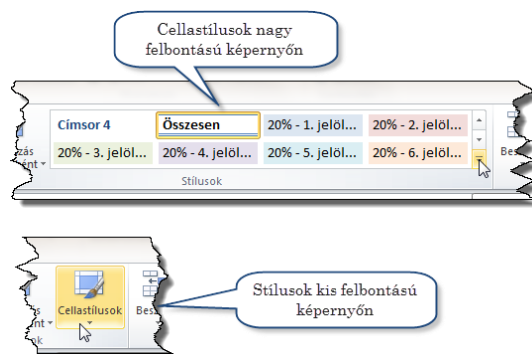 Cellastílusok nagy
felbontású képernyőn
Címsor 4 Összesen 20% - 1. jelöl... 20% - 2. jelöl...
20% - 3. jelöl... 20% - 4. jelöl... 20% - 5. jelöl... 20% - 6. jelöl...
Stílusok
Cellastílusok
Stílusok kis felbontású
képernyőn